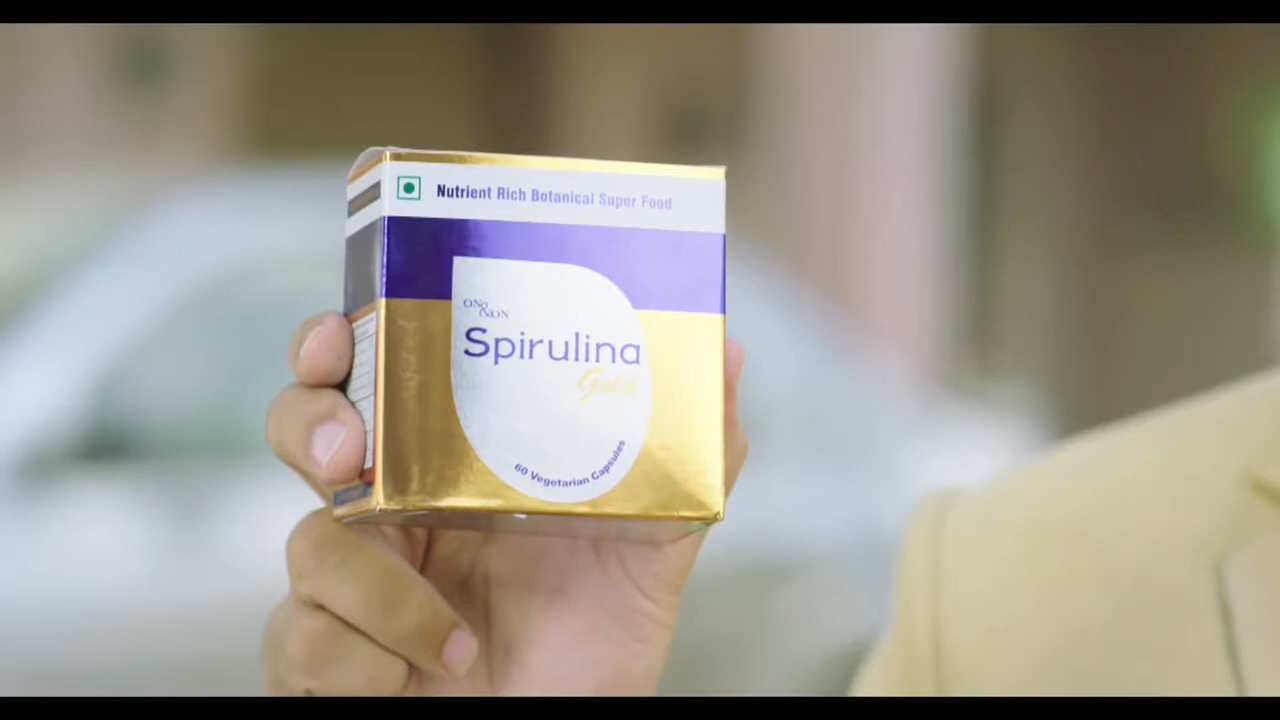 Nutrient Rich Botanical Super Food
ON&ON
Spirulina
Gold
60 Vegetarian Capsules